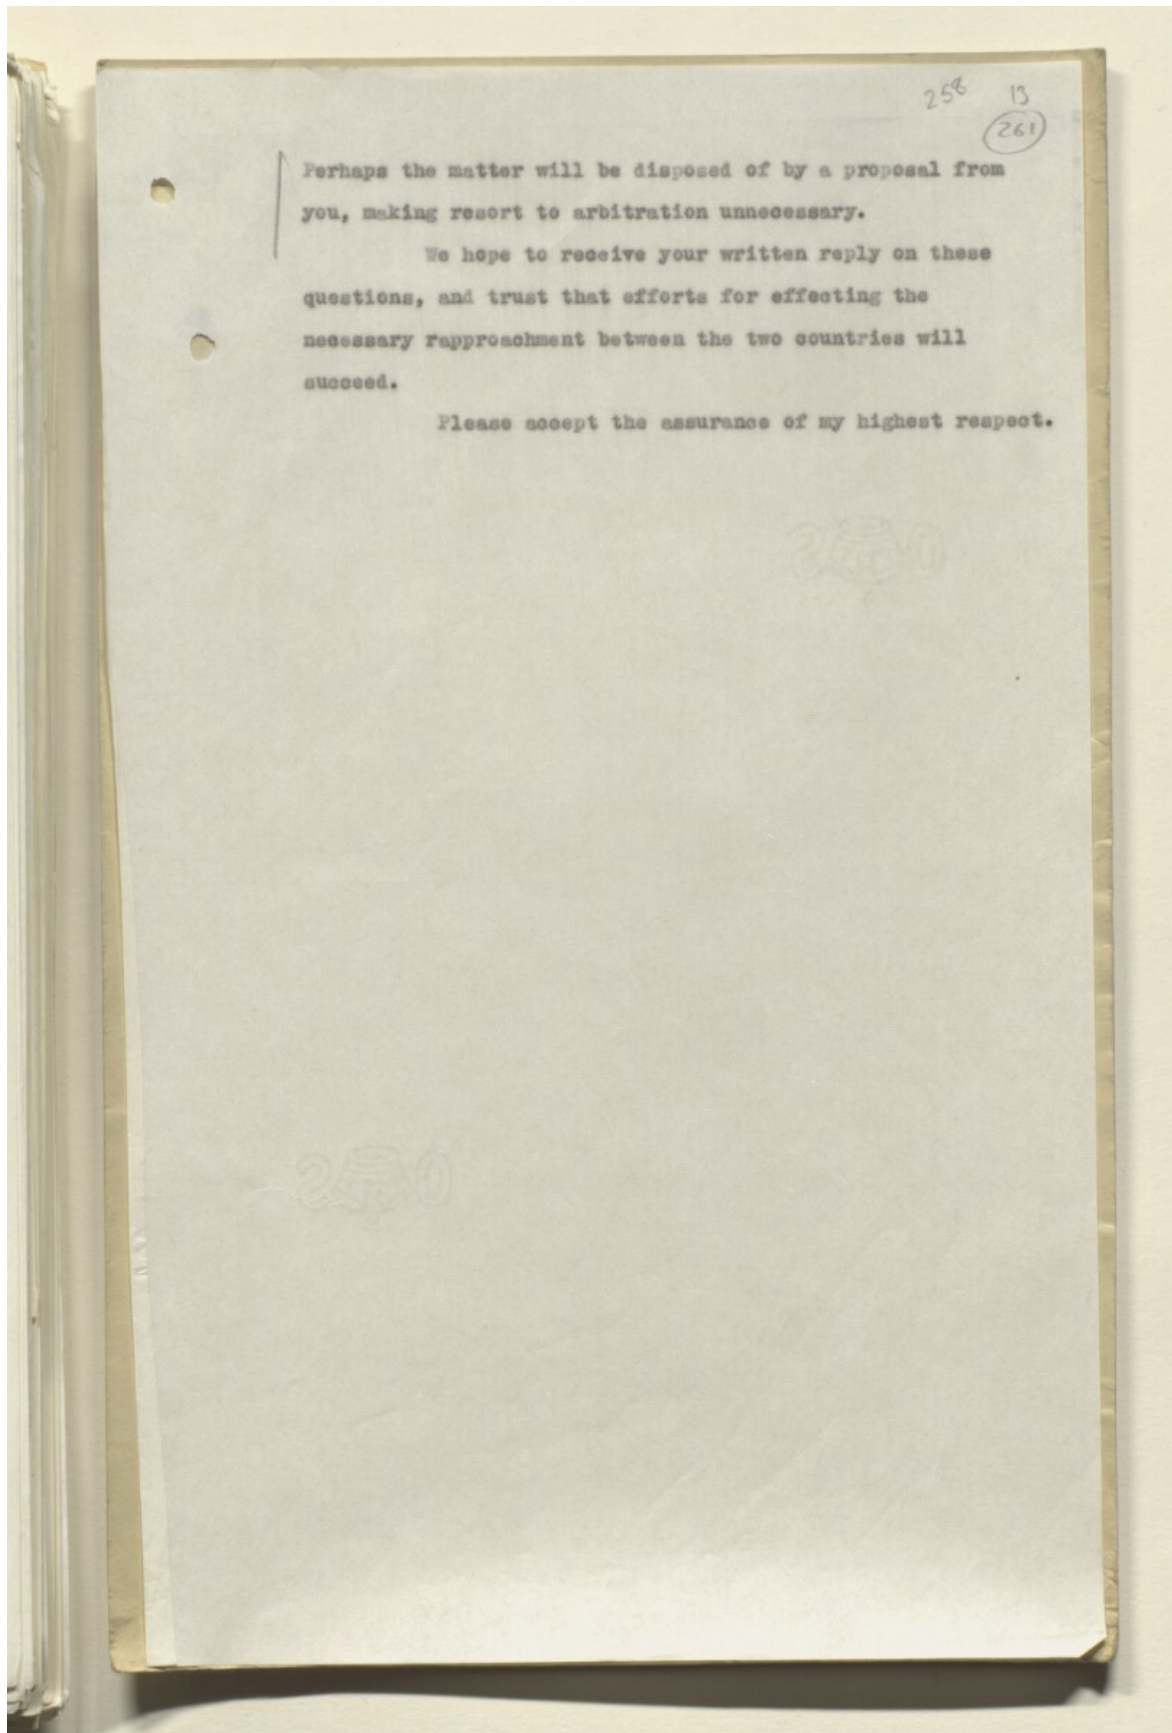 258 13
261
Perhaps the matter will be disposed of by a proposal from
you, making resort to arbitration unnecessary.
We hope to receive your written reply on these
questions, and trust that efforts for effecting the
necessary rapproachment between the two countries will
succeed.
Please accept the assurance of my highest respect.